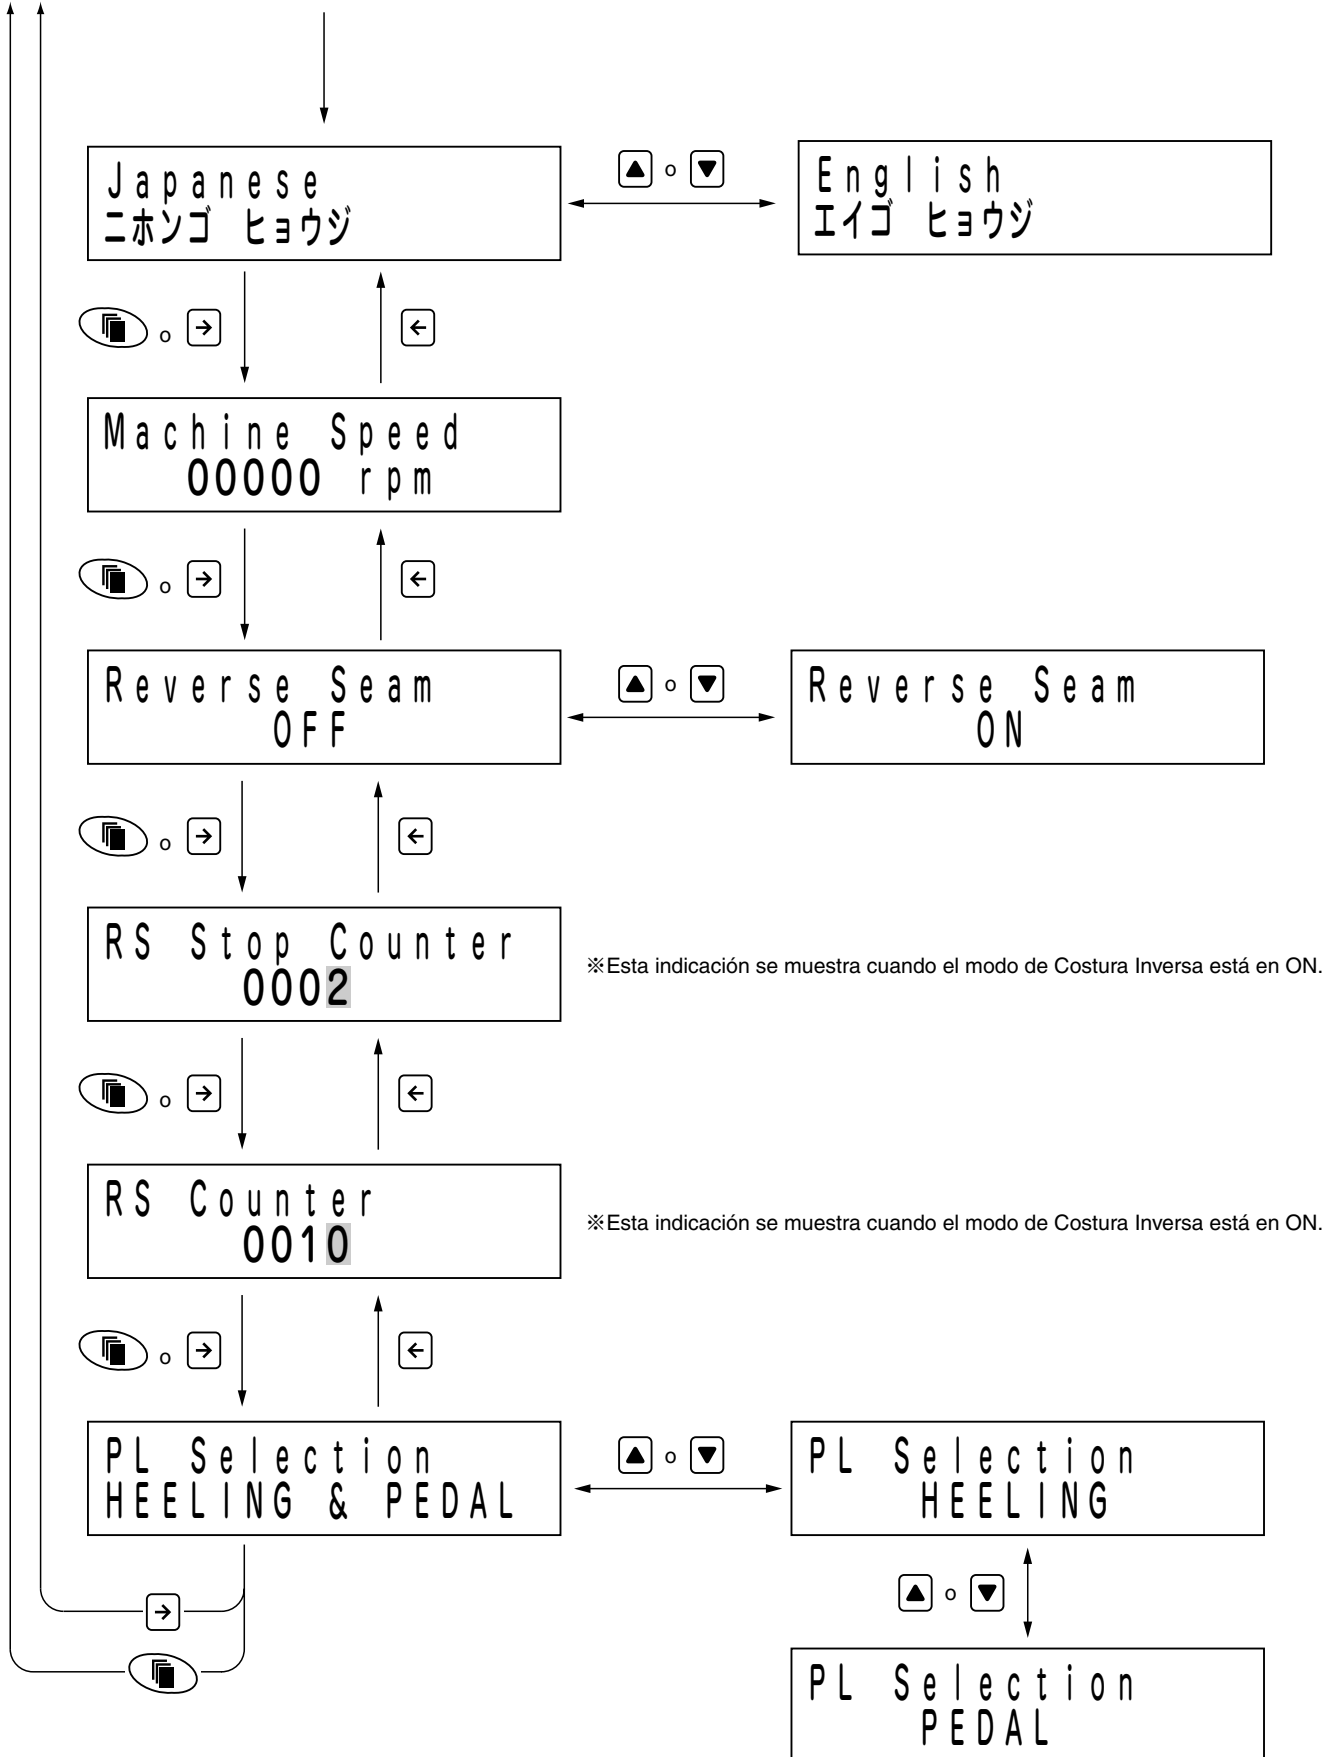 Japanese
ニホンゴ ヒョウジ
o
English
エイゴ ヒョウジ
o
Machine Speed
00000 rpm
o
Reverse Seam
OFF
o
Reverse Seam
ON
o
RS Stop Counter
0002
※Esta indicación se muestra cuando el modo de Costura Inversa está en ON.
o
RS Counter
0010
※Esta indicación se muestra cuando el modo de Costura Inversa está en ON.
o
PL Selection
HEELING & PEDAL
o
PL Selection
HEELING
o
PL Selection
PEDAL